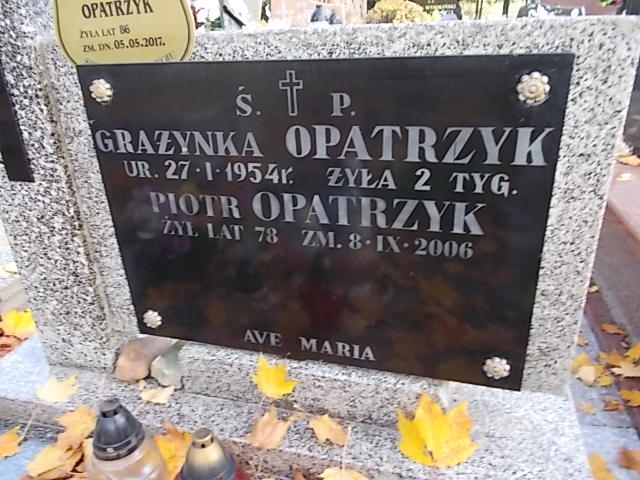 OPATRZYK
ŻYŁA LAT 86
ZM. DN. 05.05.2017.
Ś. P.
GRAŻYNKA OPATRZYK
UR. 27·I·1954r. ŻYŁA 2 TYG.
PIOTR OPATRZYK
ŻYŁ LAT 78 ZM. 8·IX·2006
AVE MARIA